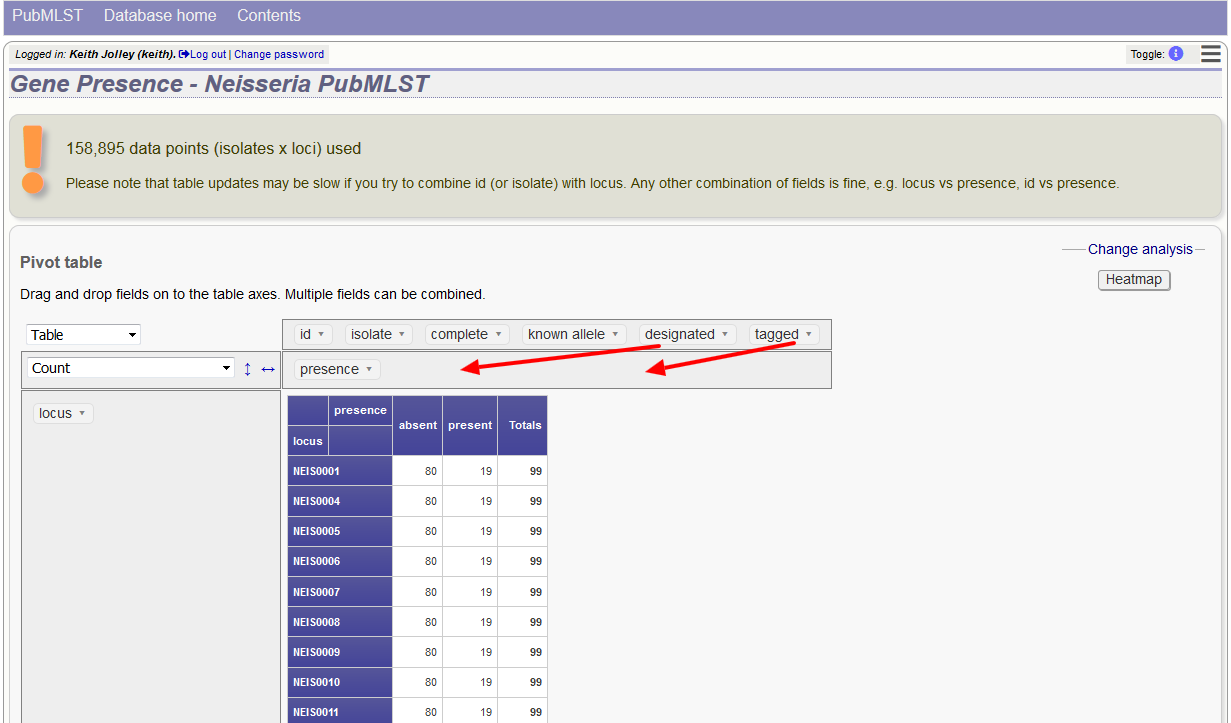 PubMLST Database home Contents
Logged in: Keith Jolley (keith). Log out | Change password Toggle: i
Gene Presence - Neisseria PubMLST
158,895 data points (isolates x loci) used
Please note that table updates may be slow if you try to combine id (or isolate) with locus. Any other combination of fields is fine, e.g. locus vs presence, id vs presence.
Change analysis
Pivot table
Heatmap
Drag and drop fields on to the table axes. Multiple fields can be combined.
Table id isolate complete known allele designated tagged
Count presence
locus
presence absent present Totals
locus
NEIS0001 80 19 99
NEIS0004 80 19 99
NEIS0005 80 19 99
NEIS0006 80 19 99
NEIS0007 80 19 99
NEIS0008 80 19 99
NEIS0009 80 19 99
NEIS0010 80 19 99
NEIS0011 80 19 99